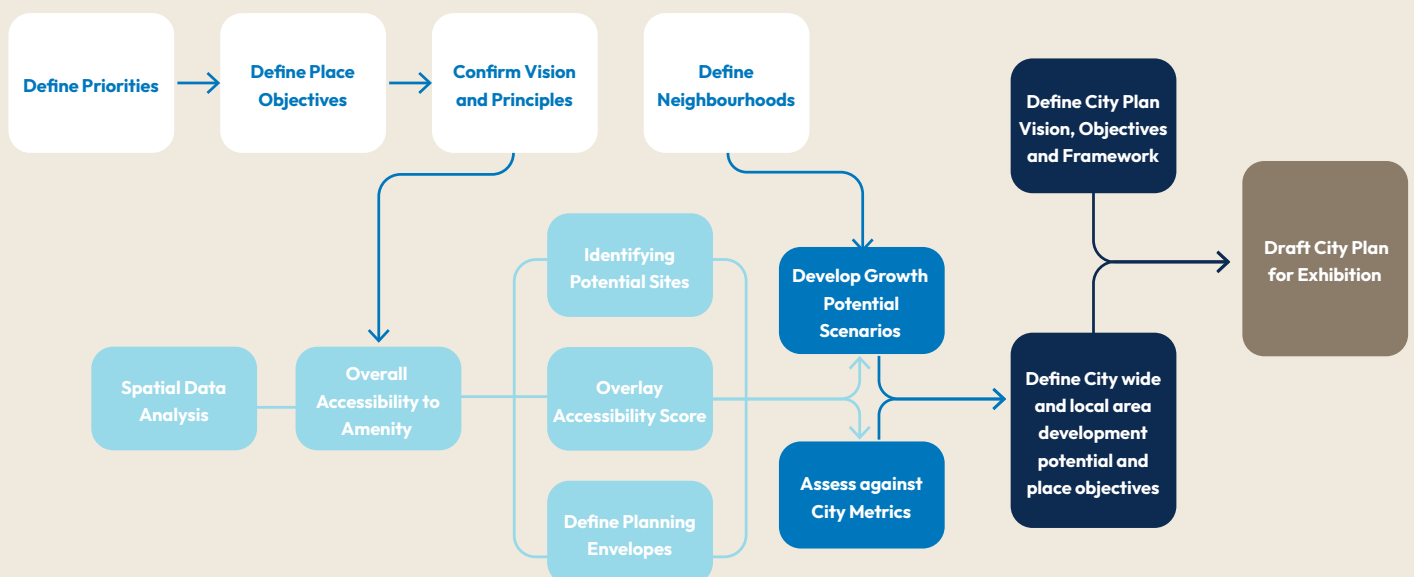 Define Priorities
Define Place
Objectives
Confirm Vision
and Principles
Define
Neighbourhoods
Define City Plan
Vision, Objectives
and Framework
Draft City Plan
for Exhibition
Identifying
Potential Sites
Develop Growth
Potential
Scenarios
Spatial Data
Analysis
Overall
Accessibility to
Amenity
Overlay
Accessibility Score
Define City wide
and local area
development
potential and
place objectives
Assess against
City Metrics
Define Planning
Envelopes